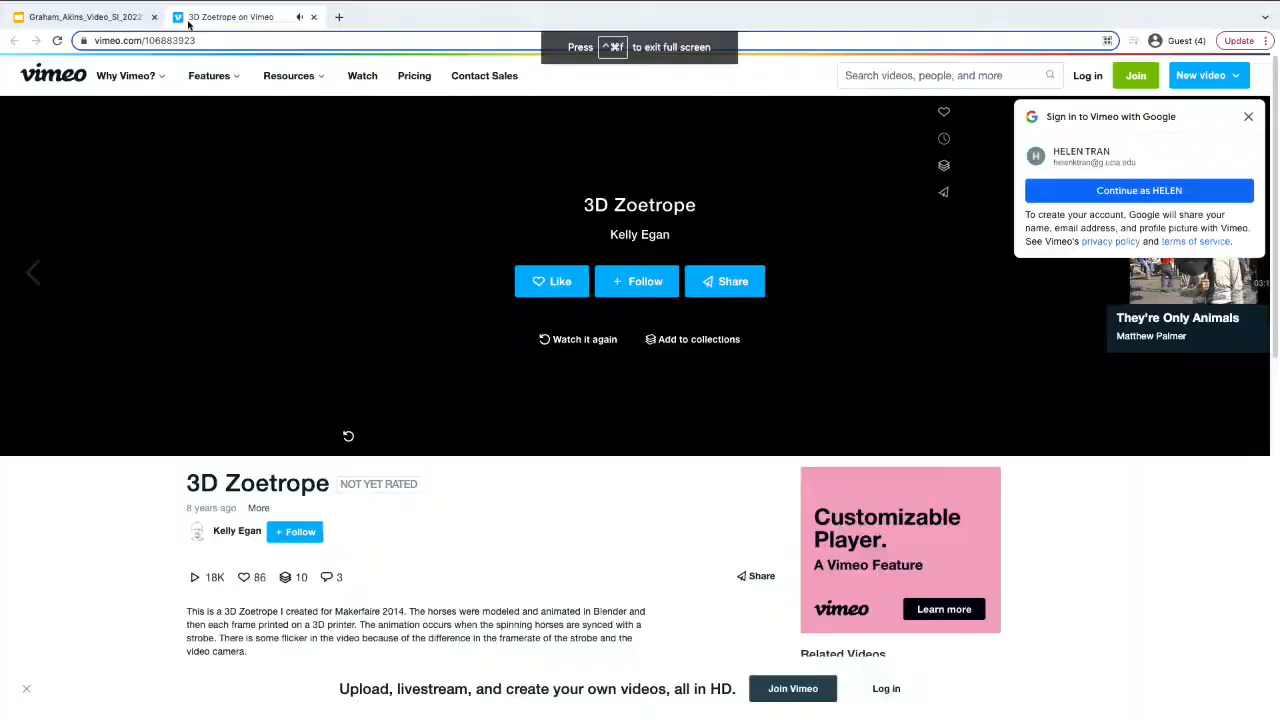 Graham_Akins_Video_SI_2022
3D Zoetrope on Vimeo
vimeo.com/106883923
Press ^⌘f to exit full screen
Guest (4)
Update
vimeo
Why Vimeo?
Features
Resources
Watch
Pricing
Contact Sales
Search videos, people, and more
Log in
Join
New video
Sign in to Vimeo with Google
H
HELEN TRAN
helenktran@g.ucla.edu
Continue as HELEN
To create your account, Google will share your
name, email address, and profile picture with Vimeo.
See Vimeo's privacy policy and terms of service.
3D Zoetrope
Kelly Egan
Like
+ Follow
Share
Watch it again
Add to collections
03:1
They're Only Animals
Matthew Palmer
3D Zoetrope
NOT YET RATED
8 years ago More
Kelly Egan
+ Follow
18K 86 10 3
Share
This is a 3D Zoetrope I created for Makerfaire 2014. The horses were modeled and animated in Blender and
then each frame printed on a 3D printer. The animation occurs when the spinning horses are synced with a
strobe. There is some flicker in the video because of the difference in the framerate of the strobe and the
video camera.
Customizable
Player.
A Vimeo Feature
vimeo
Learn more
Related Videos
Upload, livestream, and create your own videos, all in HD.
Join Vimeo
Log in